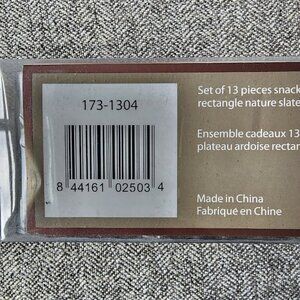 173-1304
8 44161 02503 4
Set of 13 pieces snack
rectangle nature slate
Ensemble cadeaux 13
plateau ardoise
Made in China
Fabriqué en Chine